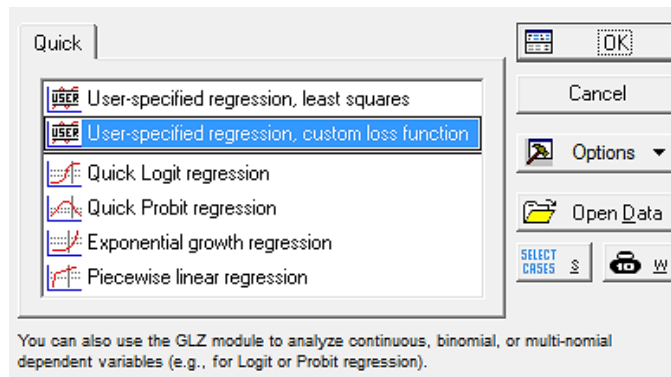 Quick
OK
USER User-specified regression, least squares
Cancel
USER User-specified regression, custom loss function
Options
Quick Logit regression
Quick Probit regression
Open Data
Exponential growth regression
SELECT CASES S
W
Piecewise linear regression
You can also use the GLZ module to analyze continuous, binomial, or multi-nomial
dependent variables (e.g., for Logit or Probit regression).